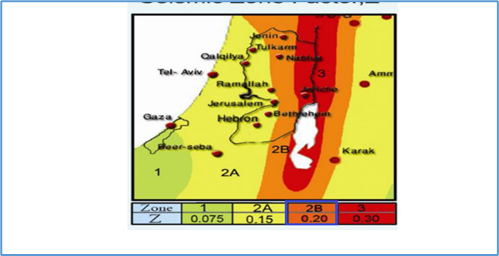 Seismic Zone Factor,Z
Jenin
Tulkarm
Qalqilya
Nablus
Tel- Aviv
3
Ramallah
Jericho
Amm
Jerusalem
Gaza
Bethlehem
Hebron
Beer-seba
2B
Karak
1
2A
Zone 1 2A 2B 3
Z 0.075 0.15 0.20 0.30